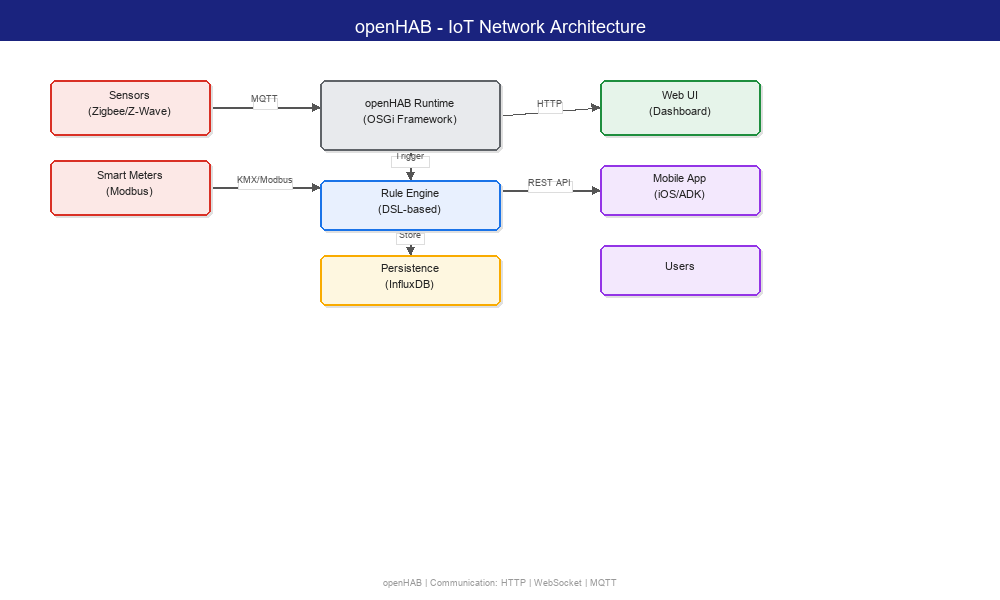 openHAB - IoT Network Architecture
Sensors
(Zigbee/Z-Wave)
MQTT
openHAB Runtime
(OSGi Framework)
HTTP
Web UI
(Dashboard)
Trigger
Smart Meters
(Modbus)
KMX/Modbus
Rule Engine
(DSL-based)
REST API
Mobile App
(iOS/ADK)
Store
Persistence
(InfluxDB)
Users
openHAB | Communication: HTTP | WebSocket | MQTT